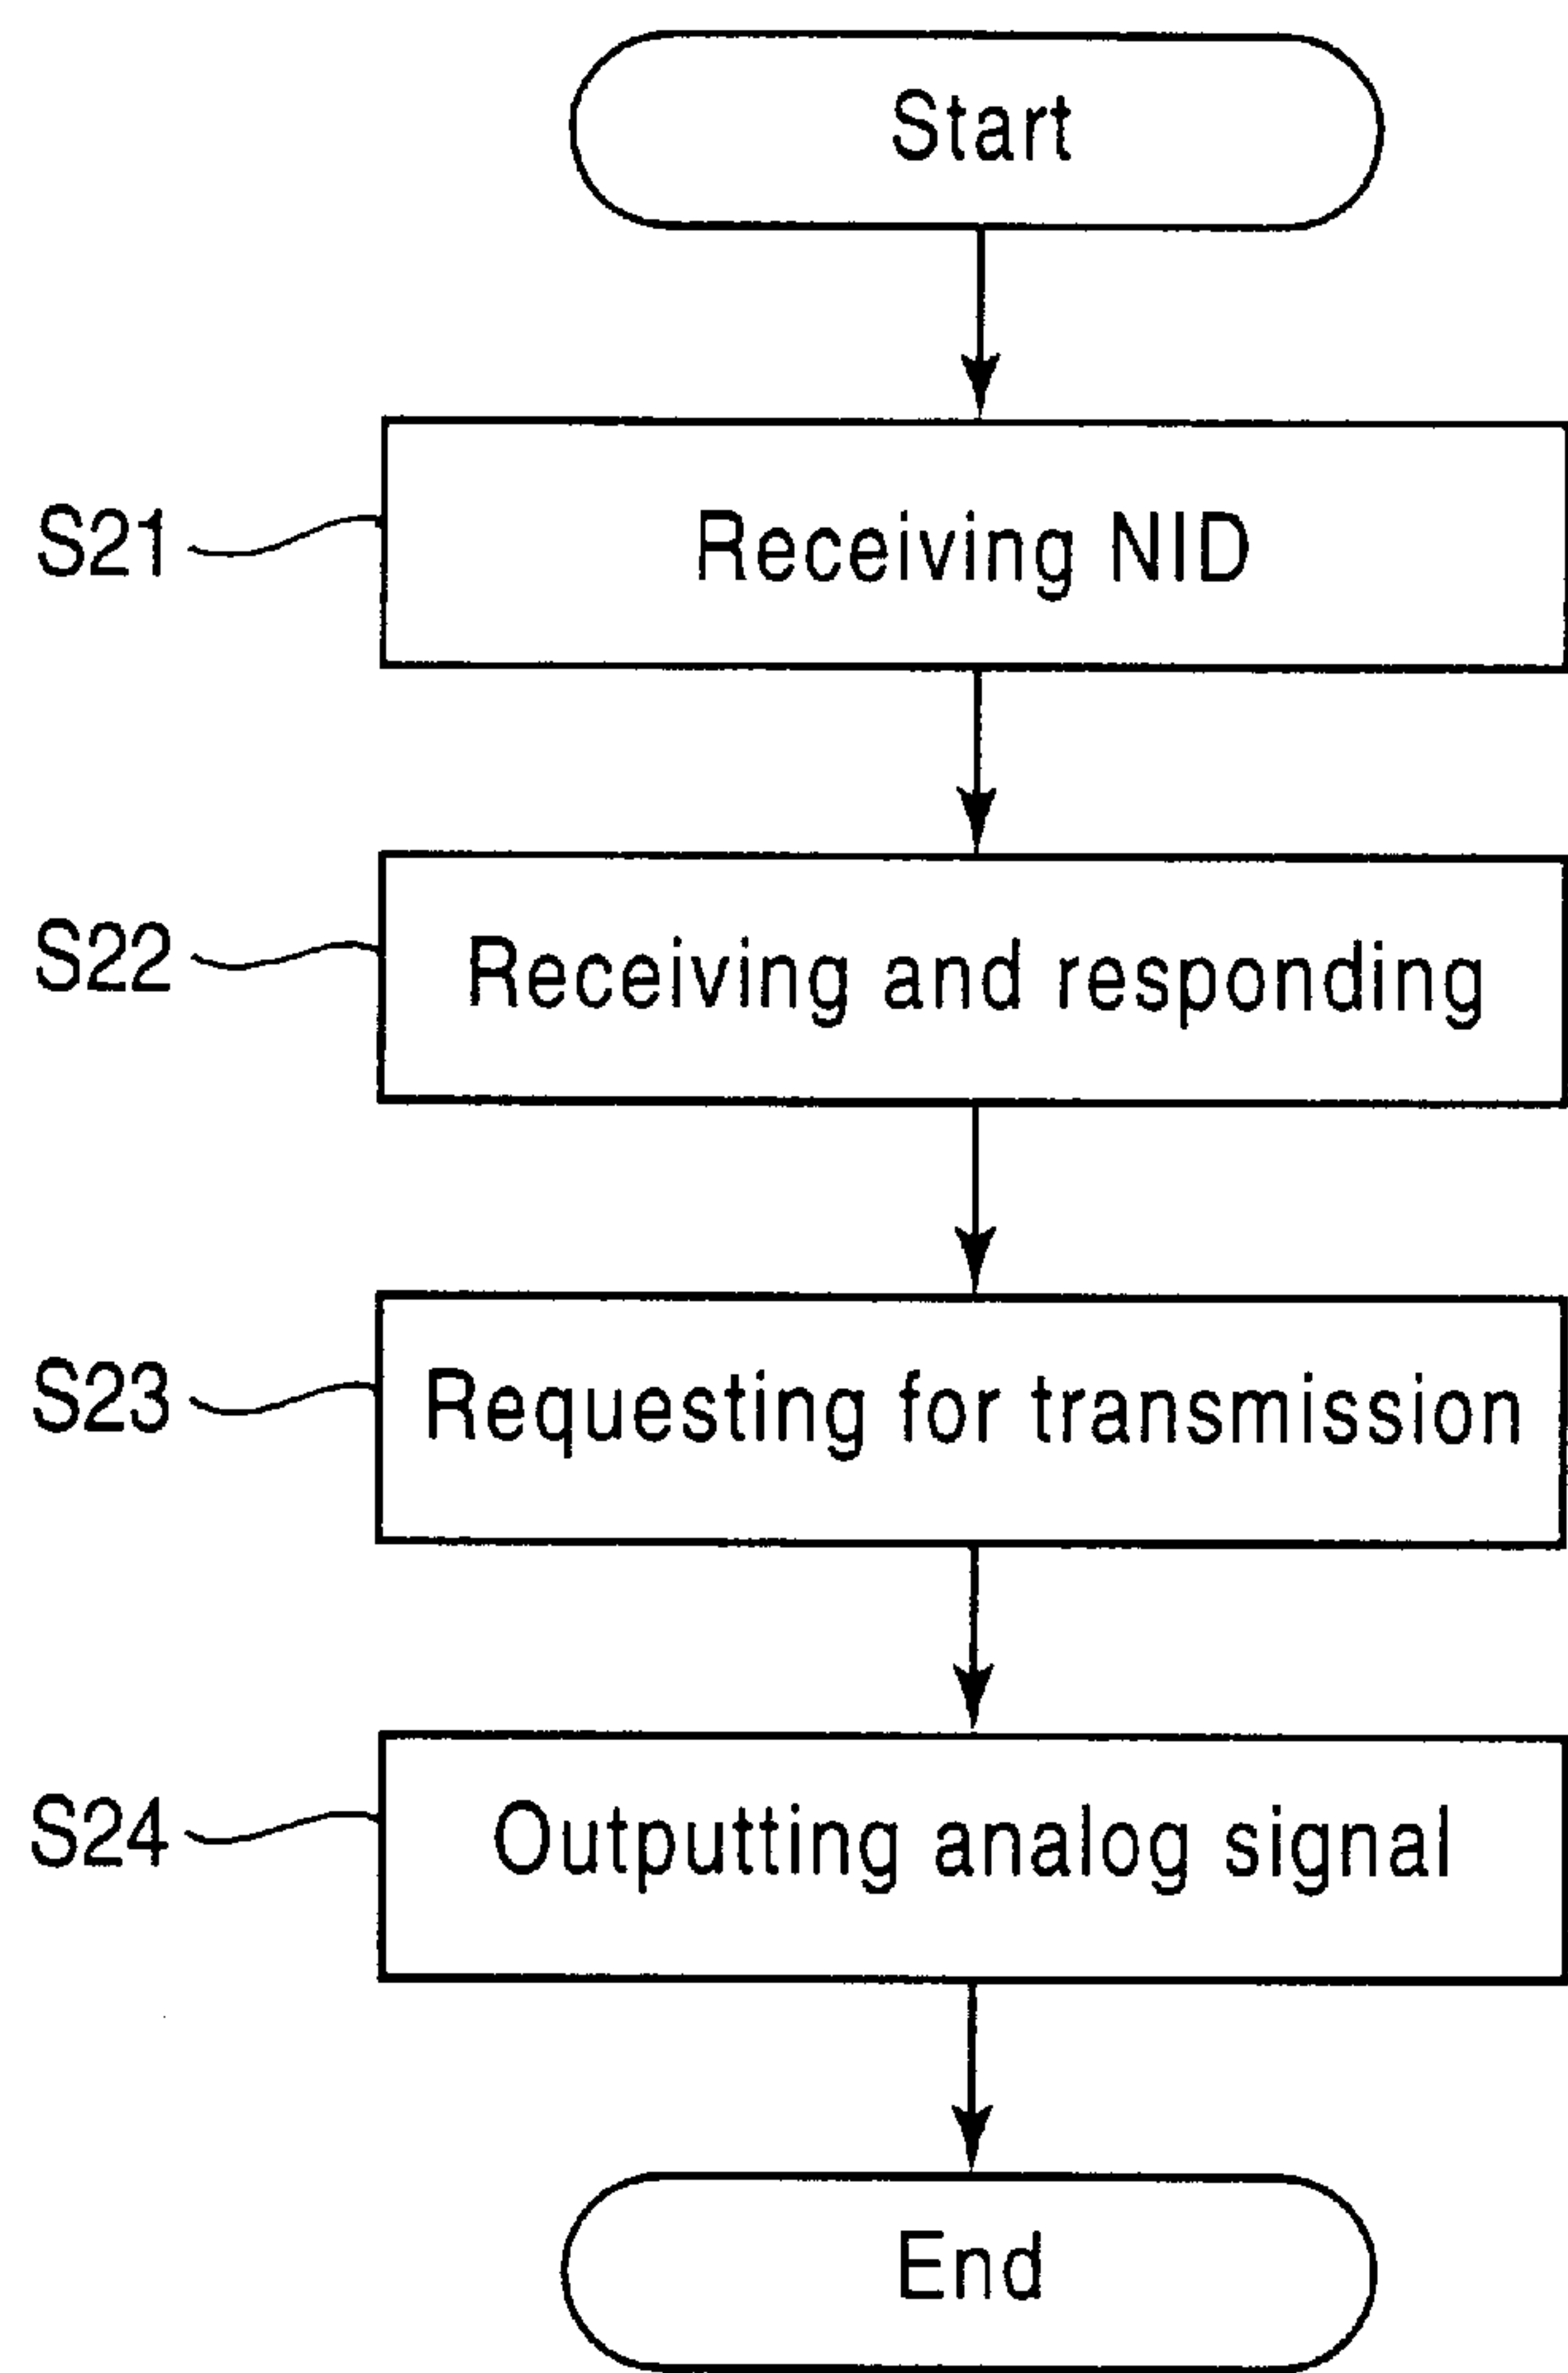 Start
S21
Receiving NID
S22
Receiving and responding
S23
Requesting for transmission
S24
Outputting analog signal
End